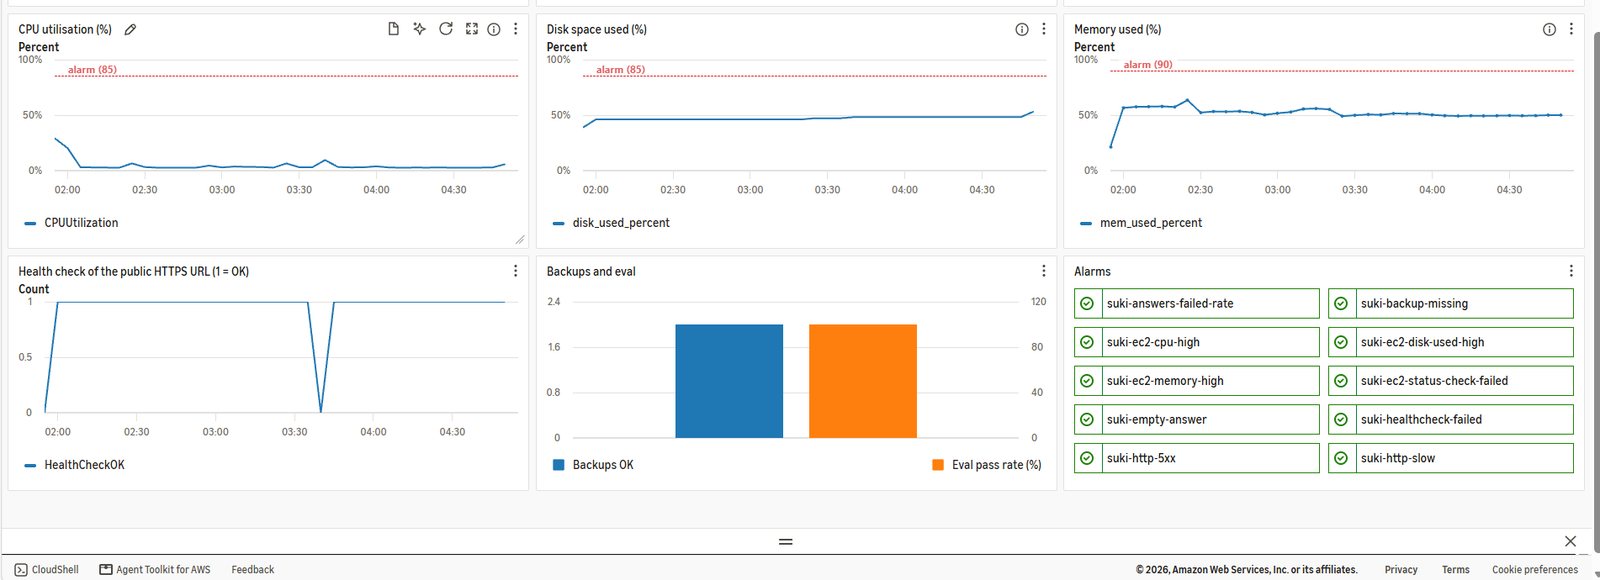 CPU utilisation (%)
Percent
100%
alarm (85)
50%
0%
02:00 02:30 03:00 03:30 04:00 04:30
CPUUtilization
Disk space used (%)
Percent
100%
alarm (85)
50%
0%
02:00 02:30 03:00 03:30 04:00 04:30
disk_used_percent
Memory used (%)
Percent
100%
alarm (90)
50%
0%
02:00 02:30 03:00 03:30 04:00 04:30
mem_used_percent
Health check of the public HTTPS URL (1 = OK)
Count
1
0.5
0
02:00 02:30 03:00 03:30 04:00 04:30
HealthCheckOK
Backups and eval
2.4 120
1.6 80
0.8 40
0 0
Backups OK Eval pass rate (%)
Alarms
suki-answers-failed-rate suki-backup-missing
suki-ec2-cpu-high suki-ec2-disk-used-high
suki-ec2-memory-high suki-ec2-status-check-failed
suki-empty-answer suki-healthcheck-failed
suki-http-5xx suki-http-slow
CloudShell Agent Toolkit for AWS Feedback © 2026, Amazon Web Services, Inc. or its affiliates. Privacy Terms Cookie preferences